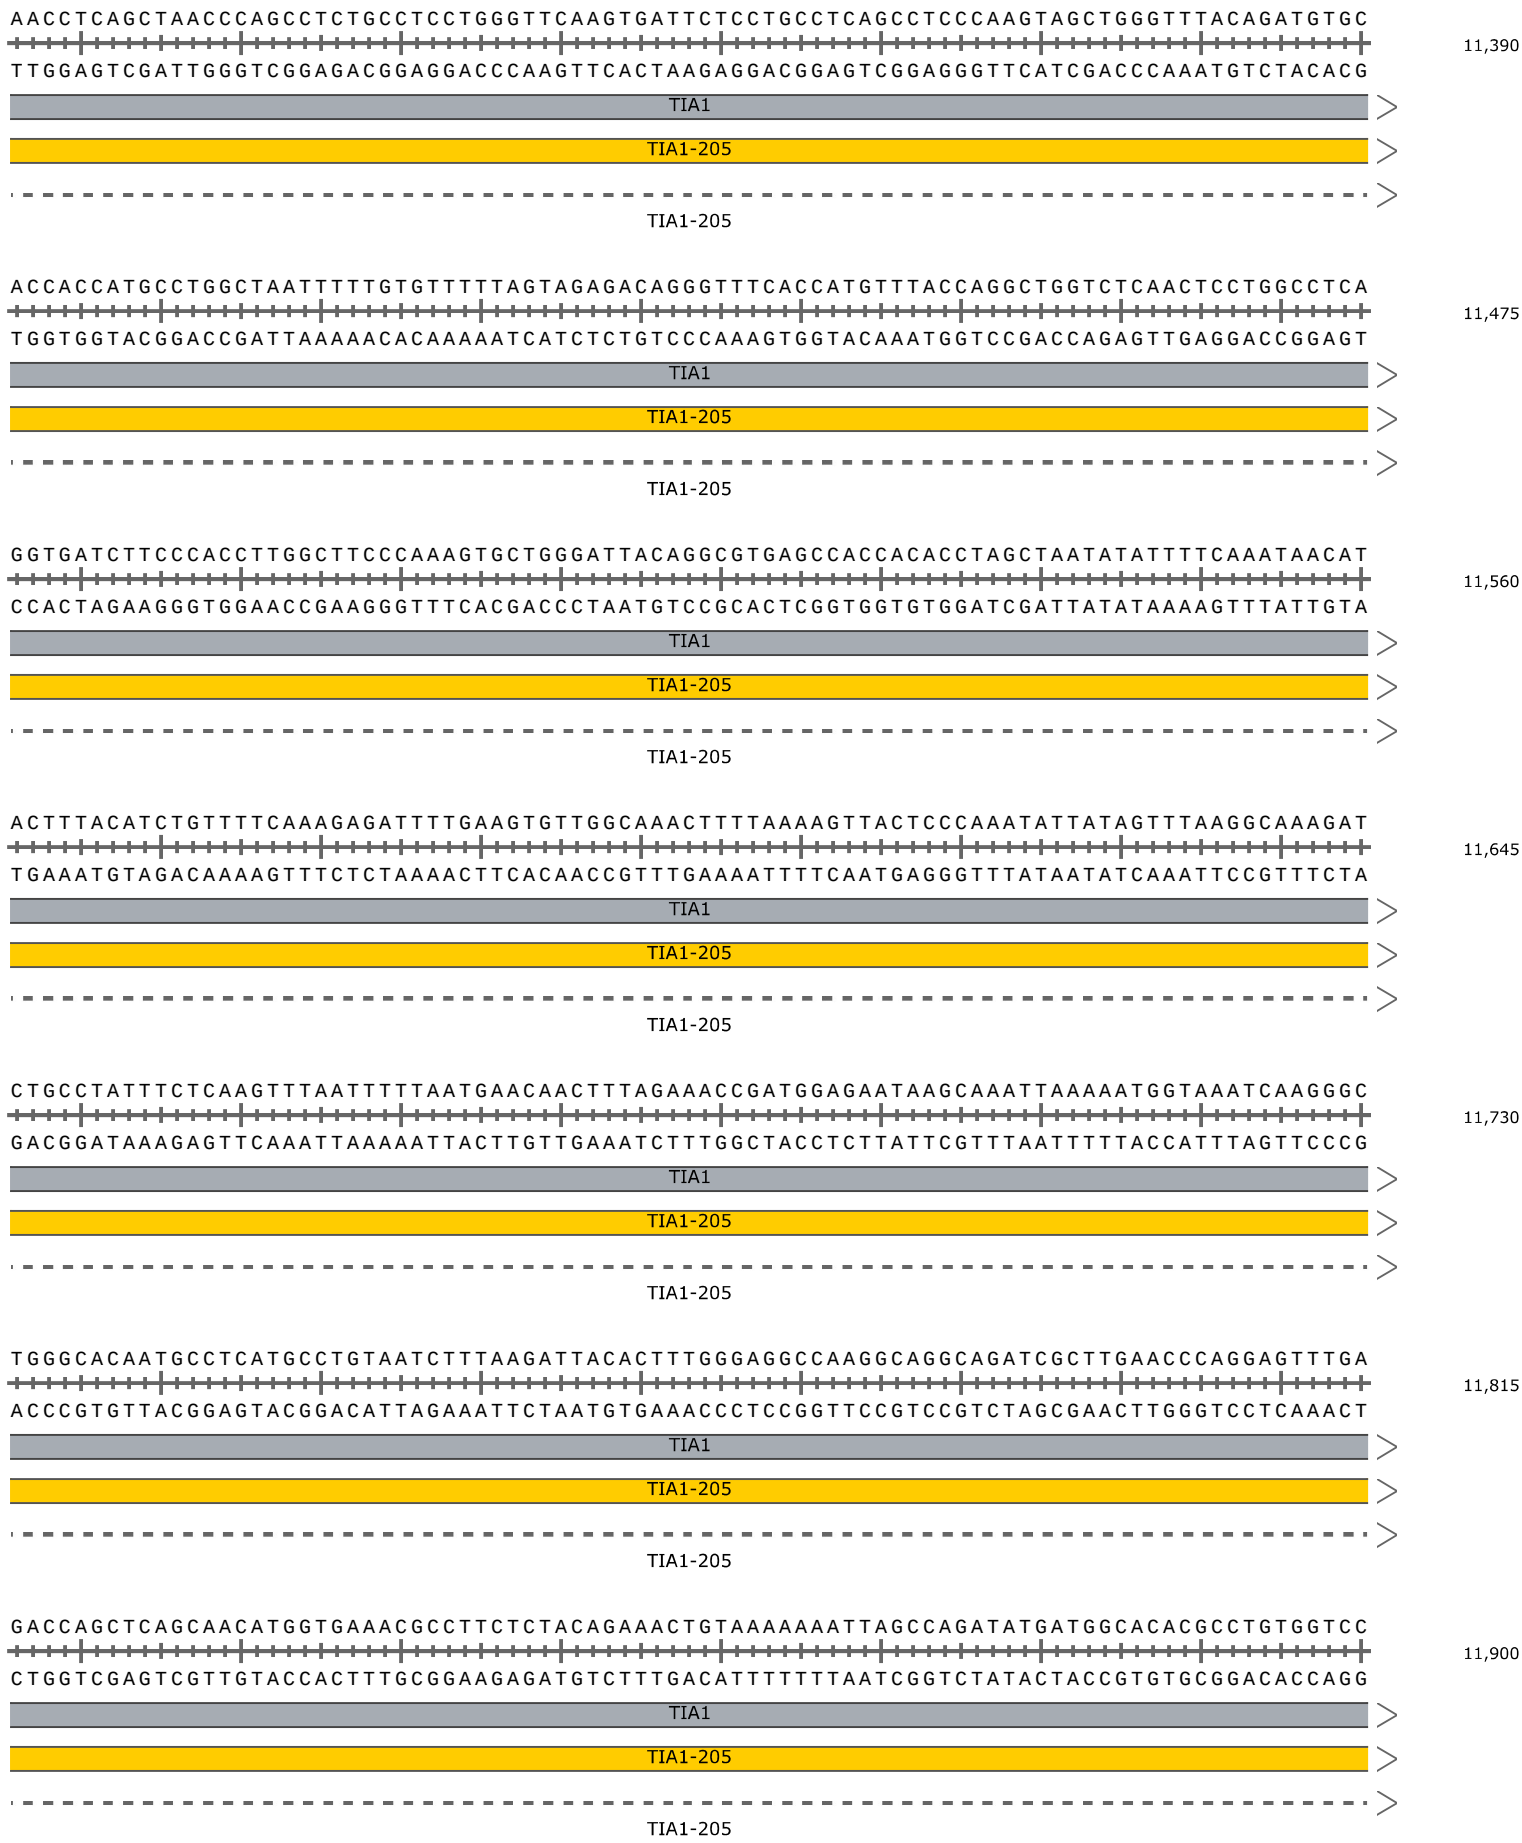 AACCTCAGCTAACCCAGCCTCTGCCTCCTGGGTTCAAGTGATTCTCCTGCCTCAGCCTCCCAAGTAGCTGGGTTTACAGATGTGC
11,390
TTGGAGTCGATTGGGTCGGAGACGGAGGACCCAAGTTCACTAAGAGGACGGAGTCGGAGGGTTCATCGACCCAAATGTCTACACG
TIA1
TIA1-205
TIA1-205
ACCACCATGCCTGGCTAATTTTTGTGTTTTTAGTAGAGACAGGGTTTCACCATGTTTACCAGGCTGGTCTCAACTCCTGGCCTCA
11,475
TGGTGGTACGGACCGATTAAAAACACAAAAATCATCTCTGTCCCAAAGTGGTACAAATGGTCCGACCAGAGTTGAGGACCGGAGT
TIA1
TIA1-205
TIA1-205
GGTGATCTTCCCACCTTGGCTTCCCAAAGTGCTGGGATTACAGGCGTGAGCCACCACACCTAGCTAATATATTTTCAAATAACAT
11,560
CCACTAGAAGGGTGGAACCGAAGGGTTTCACGACCCTAATGTCCGCACTCGGTGGTGTGGATCGATTATATAAAAGTTTATTGTA
TIA1
TIA1-205
TIA1-205
ACTTTACATCTGTTTTCAAAGAGATTTTGAAGTGTTGGCAAACTTTTAAAAGTTACTCCCAAATATTATAGTTTAAGGCAAAGAT
11,645
TGAAATGTAGACAAAAGTTTCTCTAAAACTTCACAACCGTTTGAAAATTTTCAATGAGGGTTTATAATATCAAATTCCGTTTCTA
TIA1
TIA1-205
TIA1-205
CTGCCTATTTCTCAAGTTTAATTTTTAATGAACAACTTTAGAAACCGATGGAGAATAAGCAAATTAAAAATGGTAAATCAAGGGC
11,730
GACGGATAAAGAGTTCAAATTAAAAATTACTTGTTGAAATCTTTGGCTACCTCTTATTCGTTTAATTTTTACCATTTAGTTCCCG
TIA1
TIA1-205
TIA1-205
TGGGCACAATGCCTCATGCCTGTAATCTTTAAGATTACACTTTGGGAGGCCAAGGCAGGCAGATCGCTTGAACCCAGGAGTTTGA
11,815
ACCCGTGTTACGGAGTACGGACATTAGAAATTCTAATGTGAAACCCTCCGGTTCCGTCCGTCTAGCGAACTTGGGTCCTCAAACT
TIA1
TIA1-205
TIA1-205
GACCAGCTCAGCAACATGGTGAAACGCCTTCTCTACAGAAACTGTAAAAAAATTAGCCAGATATGATGGCACACGCCTGTGGTCC
11,900
CTGGTCGAGTCGTTGTACCACTTTGCGGAAGAGATGTCTTTGACATTTTTTTAATCGGTCTATACTACCGTGTGCGGACACCAGG
TIA1
TIA1-205
TIA1-205